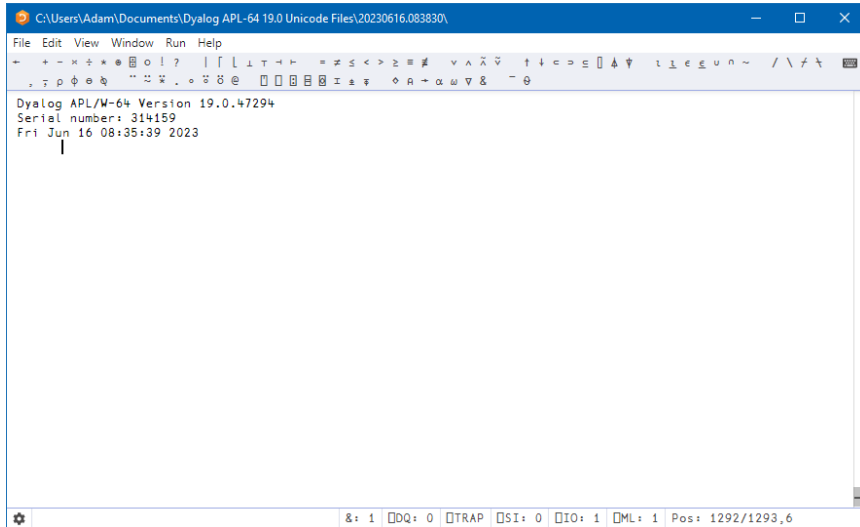 C:\Users\Adam\Documents\Dyalog APL-64 19.0 Unicode Files\20230616.083830\
File Edit View Window Run Help
← + - × ÷ * ⍟ ⌹ ○ ! ? | ⌈ ⌊ ⊥ ⊤ ⊣ ⊢ = ≠ ≤ < > ≥ ≡ ≢ ∨ ∧ ⍲ ⍱ ↑ ↓ ⊂ ⊃ ⊆ ⌷ ⍋ ⍒ ⍳ ⍸ ∊ ⍷ ∪ ∩ ~ / \ ⌿ ⍀
, ⍪ ⍴ ⌽ ⊖ ⍉ ¨ ⍨ ⍣ . ∘ ⍤ ⍥ @ ⎕ ⍠ ⌸ ⌺ ⌶ ⍎ ⍕ ⋄ ⍝ → ⍵ ∇ & ¯ ⍬
Dyalog APL/W-64 Version 19.0.47294
Serial number: 314159
Fri Jun 16 08:35:39 2023
&: 1 ⎕DQ: 0 ⎕TRAP ⎕SI: 0 ⎕IO: 1 ⎕ML: 1 Pos: 1292/1293,6